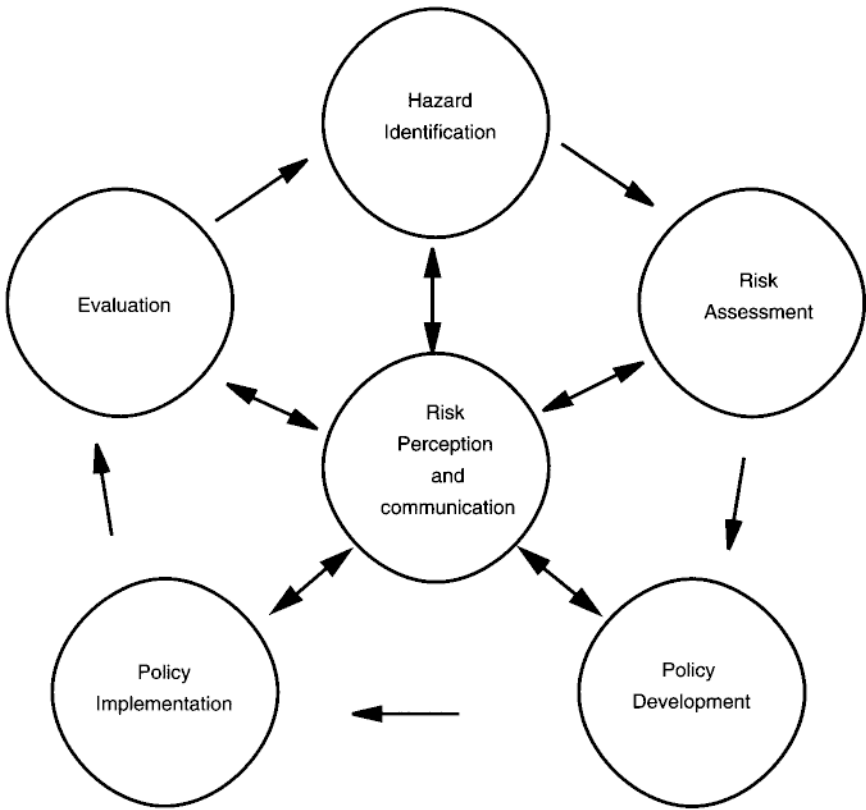 Hazard
Identification
Risk
Assessment
Evaluation
Risk
Perception
and
communication
Policy
Implementation
Policy
Development